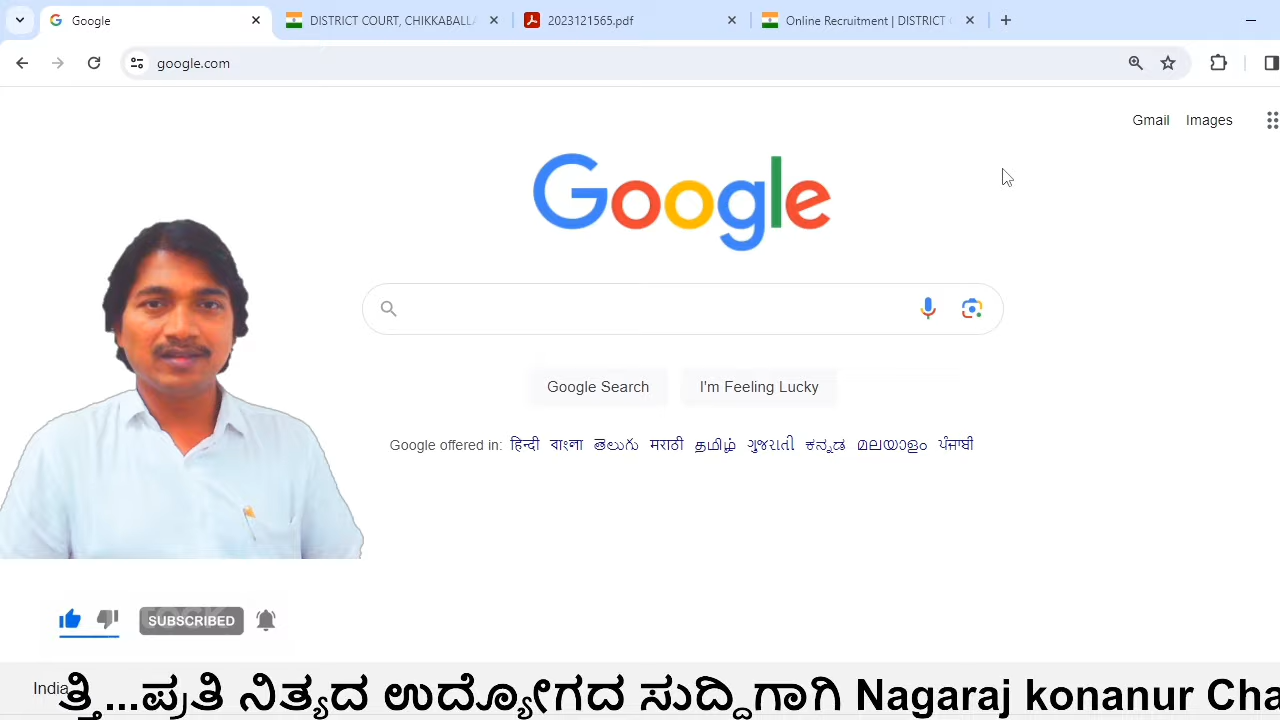 Google
DISTRICT COURT, CHIKKABALLA
2023121565.pdf
Online Recruitment | DISTRICT
google.com
Gmail Images
Google
Google Search I'm Feeling Lucky
Google offered in: हिन्दी বাংলা తెలుగు मराठी தமிழ் ગુજરાતી ಕನ್ನಡ മലയാളം ਪੰਜਾਬੀ
SUBSCRIBED
India
ತ್ತಿ...ಪ್ರತಿ ನಿತ್ಯದ ಉದ್ಯೋಗದ ಸುದ್ದಿಗಾಗಿ Nagaraj konanur Cha